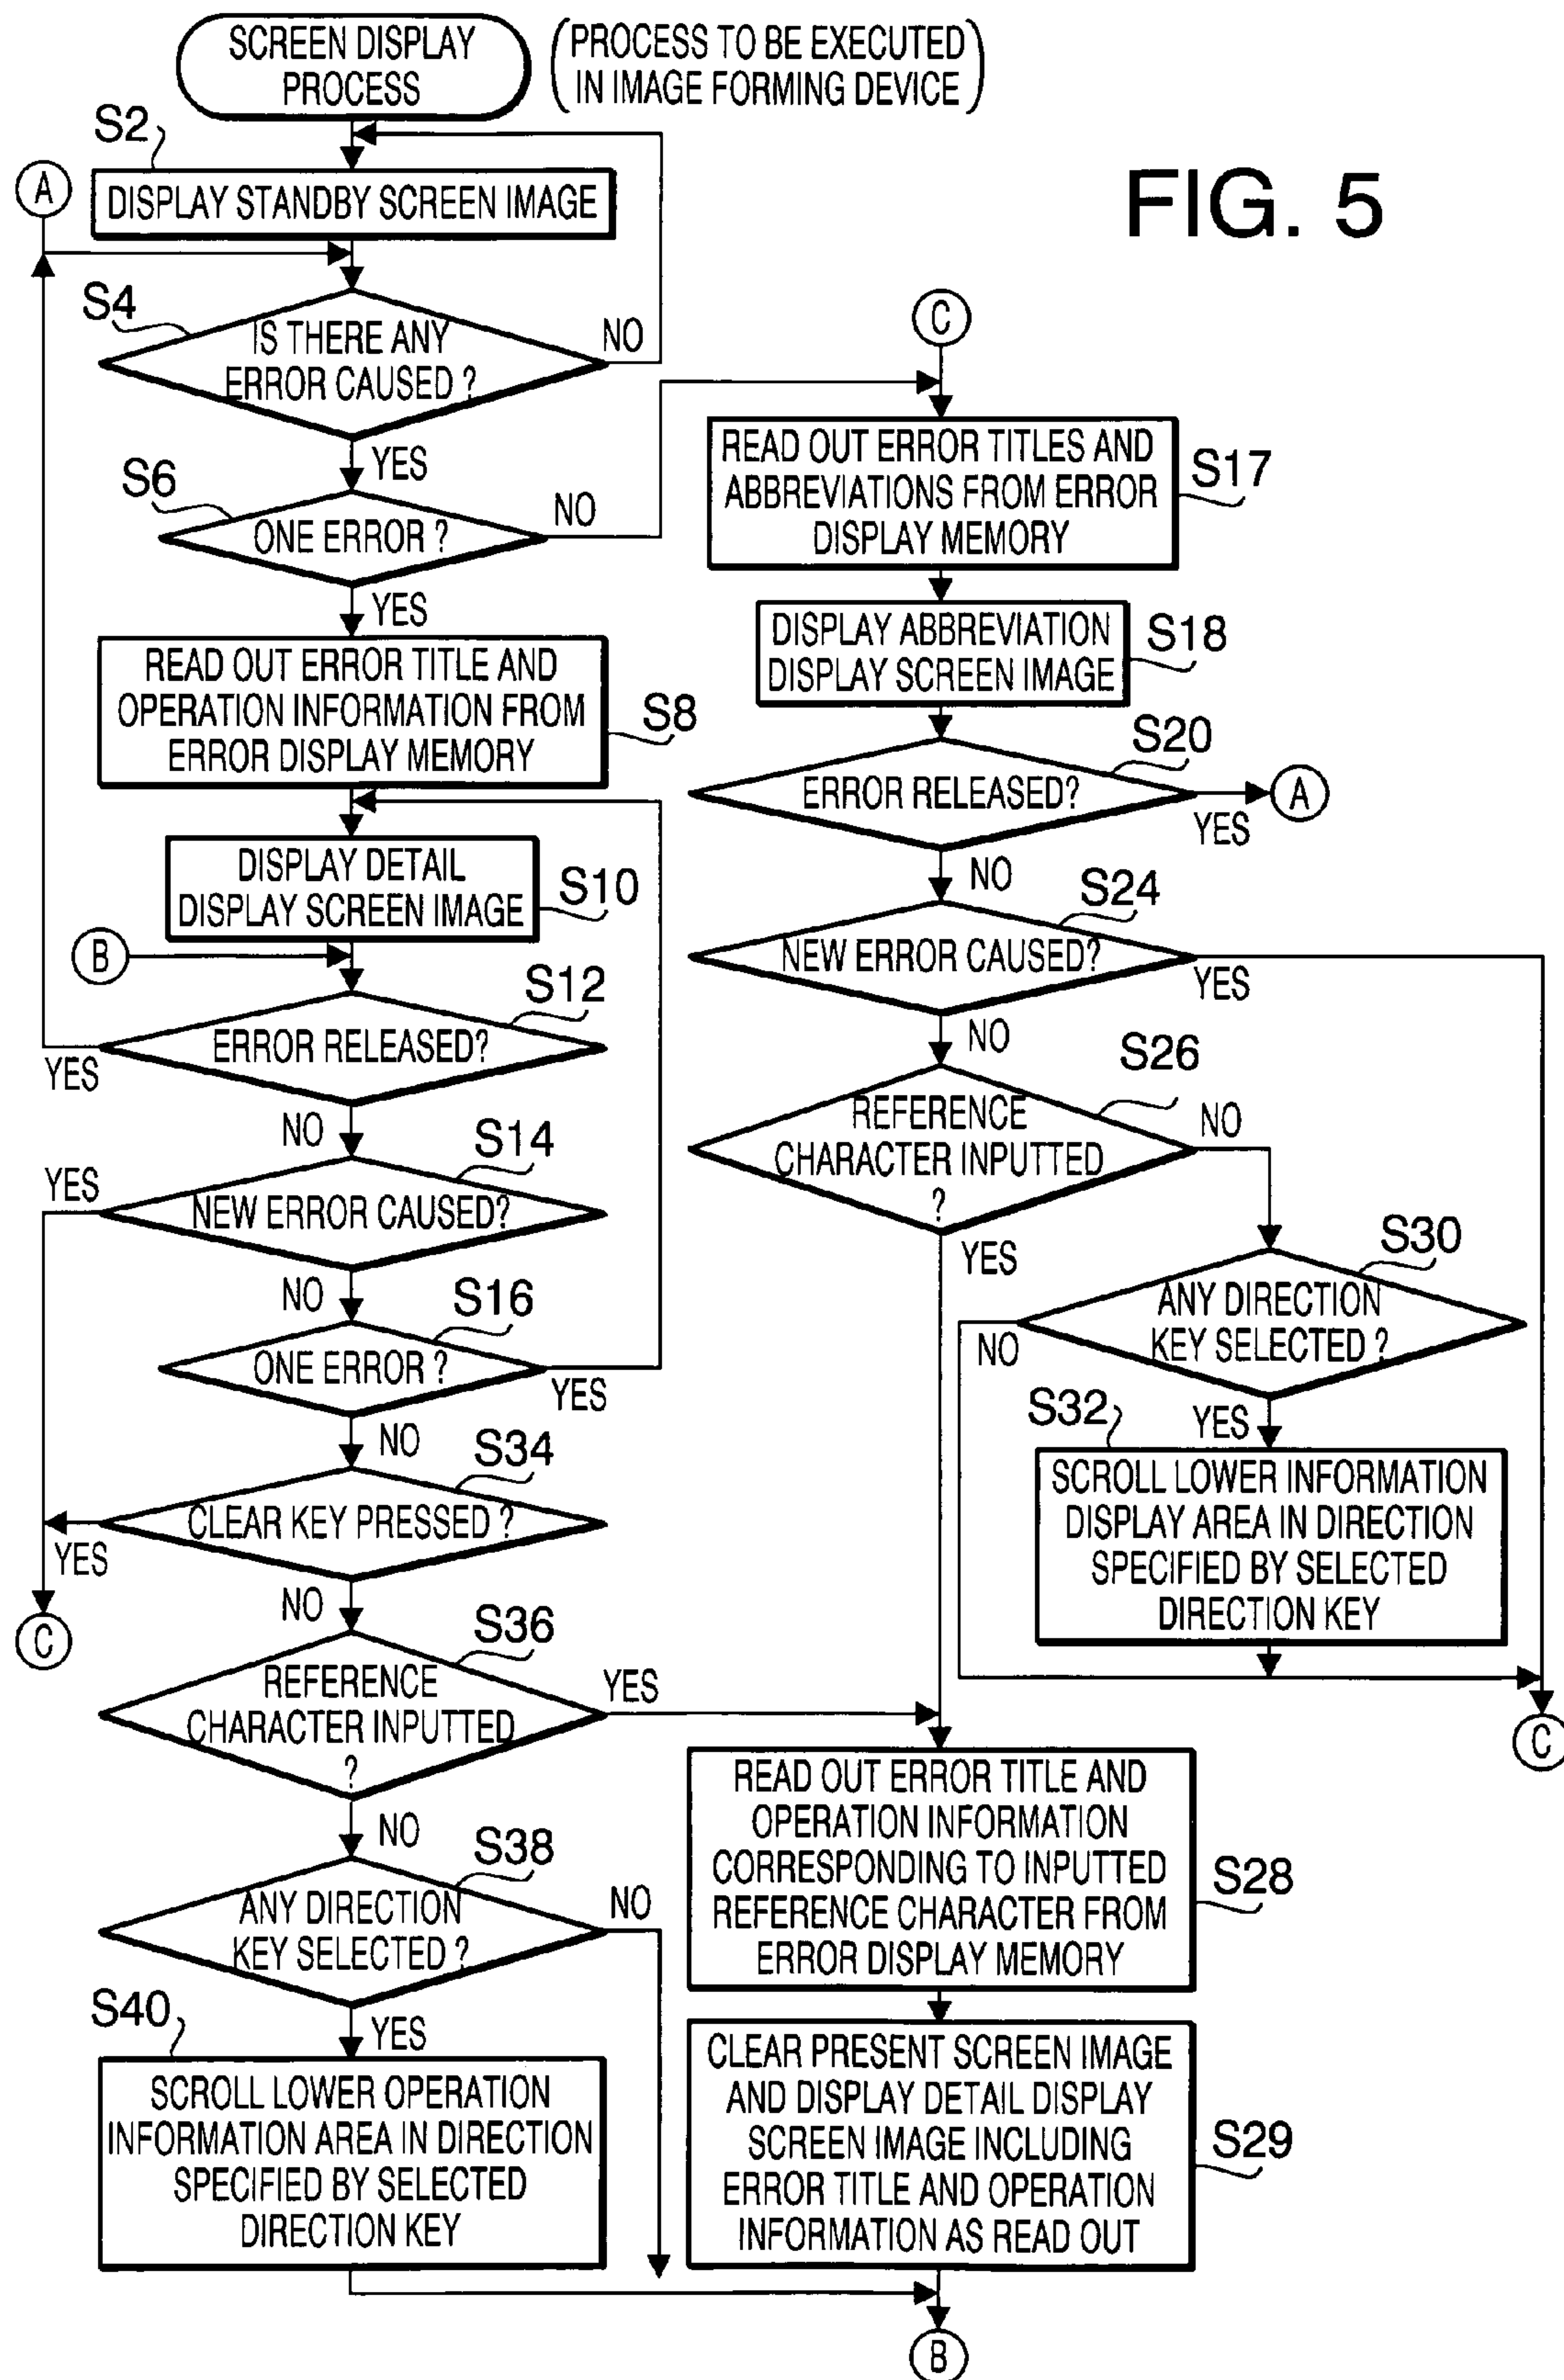 SCREEN DISPLAY
PROCESS
(PROCESS TO BE EXECUTED
IN IMAGE FORMING DEVICE)
FIG. 5
S2
A
DISPLAY STANDBY SCREEN IMAGE
S4
IS THERE ANY
ERROR CAUSED ?
NO
YES
S6
ONE ERROR ?
NO
YES
READ OUT ERROR TITLE AND
OPERATION INFORMATION FROM
ERROR DISPLAY MEMORY
S8
DISPLAY DETAIL
DISPLAY SCREEN IMAGE
S10
B
S12
ERROR RELEASED?
YES
NO
S14
YES
NEW ERROR CAUSED?
NO
S16
ONE ERROR ?
YES
NO
S34
CLEAR KEY PRESSED ?
YES
NO
C
S36
REFERENCE
CHARACTER INPUTTED
?
YES
NO
S38
ANY DIRECTION
KEY SELECTED ?
NO
S40
YES
SCROLL LOWER OPERATION
INFORMATION AREA IN DIRECTION
SPECIFIED BY SELECTED
DIRECTION KEY
C
READ OUT ERROR TITLES AND
ABBREVIATIONS FROM ERROR
DISPLAY MEMORY
S17
DISPLAY ABBREVIATION
DISPLAY SCREEN IMAGE
S18
S20
ERROR RELEASED?
A
YES
NO
S24
NEW ERROR CAUSED?
YES
NO
S26
REFERENCE
CHARACTER INPUTTED
?
NO
YES
S30
ANY DIRECTION
KEY SELECTED ?
NO
S32
YES
SCROLL LOWER INFORMATION
DISPLAY AREA IN DIRECTION
SPECIFIED BY SELECTED
DIRECTION KEY
C
READ OUT ERROR TITLE AND
OPERATION INFORMATION
CORRESPONDING TO INPUTTED
REFERENCE CHARACTER FROM
ERROR DISPLAY MEMORY
S28
CLEAR PRESENT SCREEN IMAGE
AND DISPLAY DETAIL DISPLAY
SCREEN IMAGE INCLUDING
ERROR TITLE AND OPERATION
INFORMATION AS READ OUT
S29
B